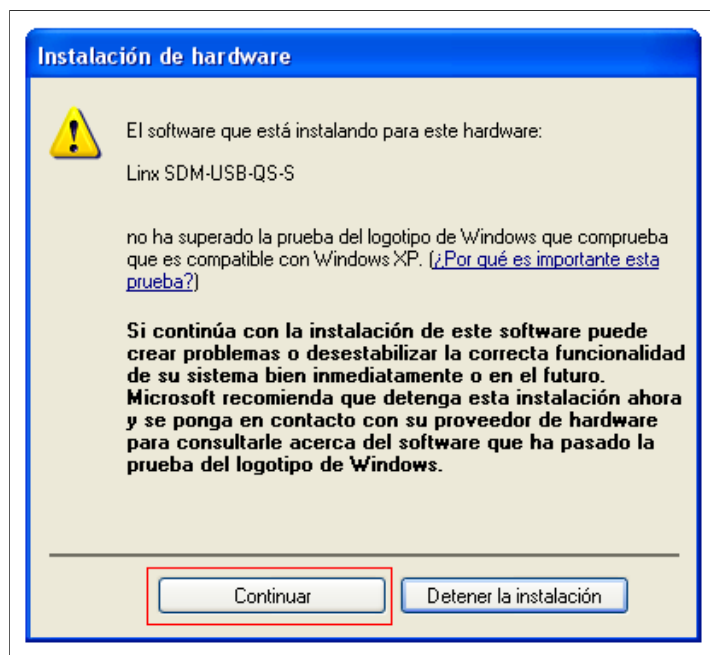 Instalación de hardware
El software que está instalando para este hardware:
Linx SDM-USB-QS-S
no ha superado la prueba del logotipo de Windows que comprueba
que es compatible con Windows XP. (¿Por qué es importante esta
prueba?)
Si continúa con la instalación de este software puede
crear problemas o desestabilizar la correcta funcionalidad
de su sistema bien inmediatamente o en el futuro.
Microsoft recomienda que detenga esta instalación ahora
y se ponga en contacto con su proveedor de hardware
para consultarle acerca del software que ha pasado la
prueba del logotipo de Windows.
Continuar
Detener la instalación